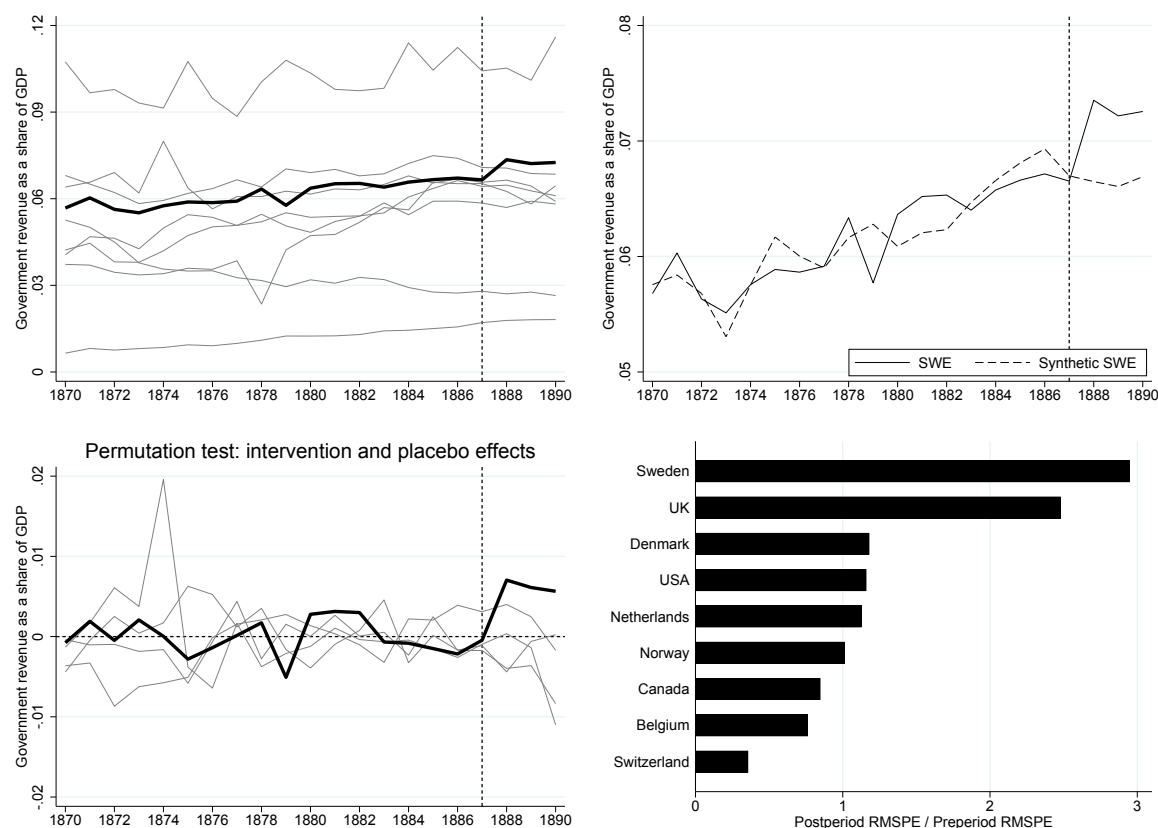 Government revenue as a share of GDP
.12
.09
.06
.03
0
1870 1872 1874 1876 1878 1880 1882 1884 1886 1888 1890
Government revenue as a share of GDP
.08
.07
.06
.05
SWE
Synthetic SWE
1870 1872 1874 1876 1878 1880 1882 1884 1886 1888 1890
Permutation test: intervention and placebo effects
Government revenue as a share of GDP
.02
.01
0
-.01
-.02
1870 1872 1874 1876 1878 1880 1882 1884 1886 1888 1890
Sweden
UK
Denmark
USA
Netherlands
Norway
Canada
Belgium
Switzerland
0 1 2 3
Postperiod RMSPE / Preperiod RMSPE